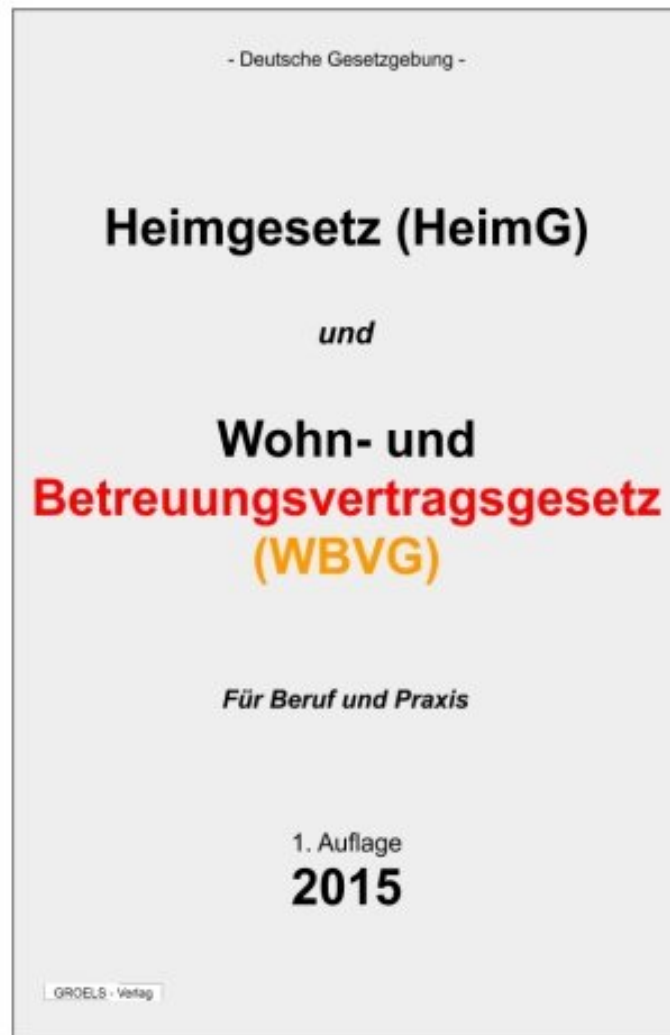 - Deutsche Gesetzgebung -
Heimgesetz (HeimG)
und
Wohn- und
Betreuungsvertragsgesetz
(WBVG)
Für Beruf und Praxis
1. Auflage
2015
GROELS - Verlag